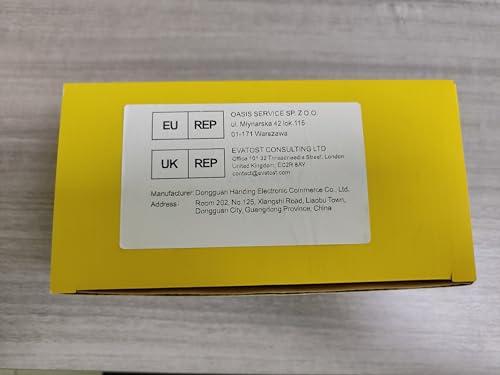 EU REP
OASIS SERVICE SP. Z O.O.
ul. Mlynarska 42 lok.115
01-171 Warszawa
UK REP
EVATOST CONSULTING LTD
Office 101 32 Threadneedle Street, London
United Kingdom, EC2R 8AY
contact@evatost.com
Manufacturer: Dongguan Handing Electronic Commerce Co., Ltd.
Address: Room 202, No.125, Xiangshi Road, Liaobu Town,
Dongguan City, Guangdong Province, China